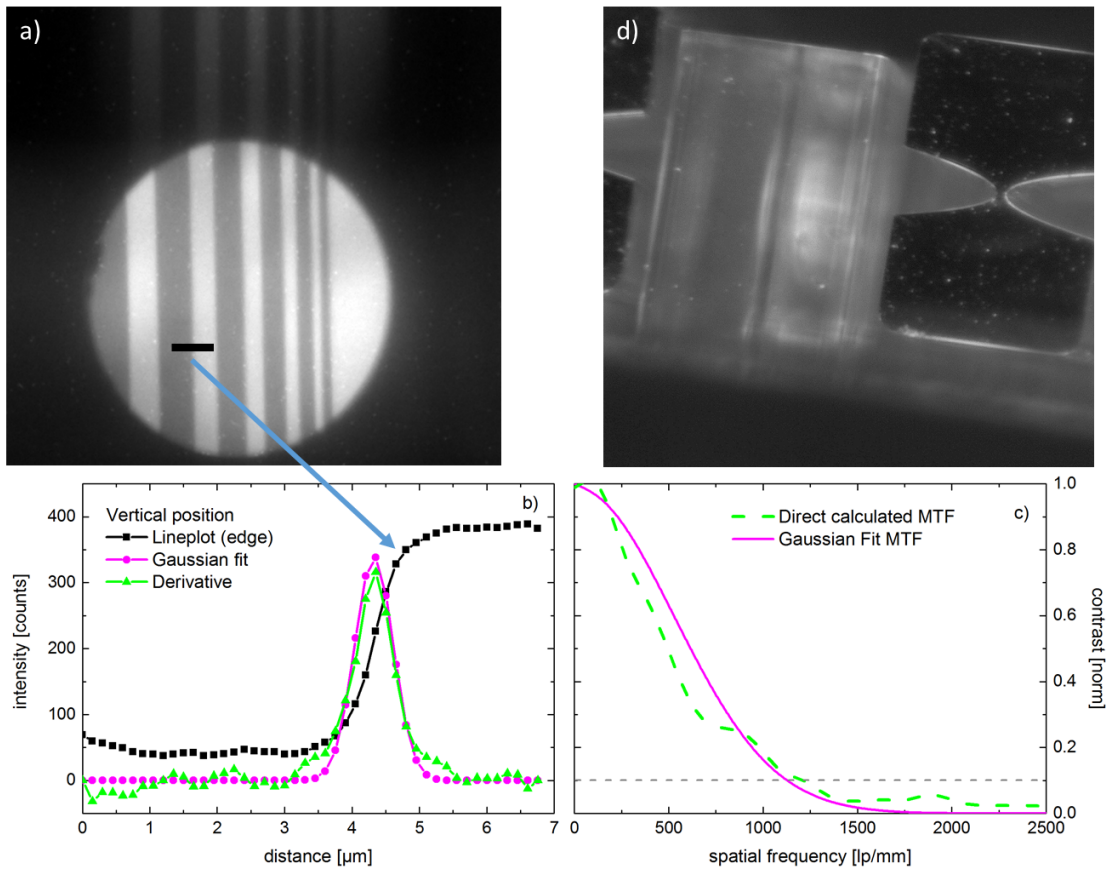 a)
d)
b)
Vertical position
Lineplot (edge)
Gaussian fit
Derivative
intensity [counts]
400
300
200
100
0
0 1 2 3 4 5 6 7
distance [µm]
c)
Direct calculated MTF
Gaussian Fit MTF
1.0
0.8
0.6
0.4
0.2
0.0
contrast [norm]
0 500 1000 1500 2000 2500
spatial frequency [lp/mm]